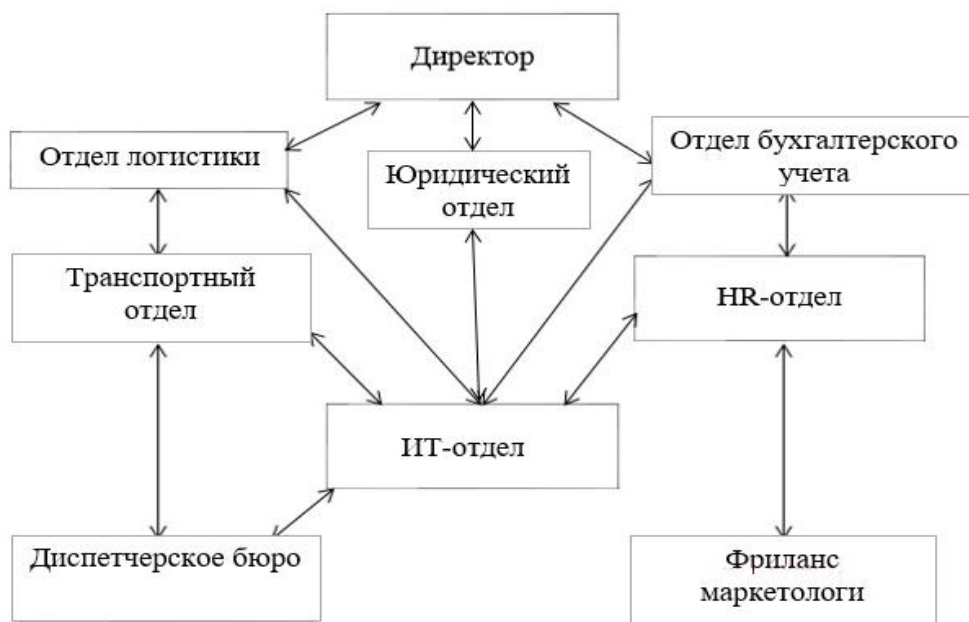 Директор
Отдел логистики
Юридический
отдел
Отдел бухгалтерского
учета
Транспортный
отдел
HR-отдел
ИТ-отдел
Диспетчерское бюро
Фриланс
маркетологи